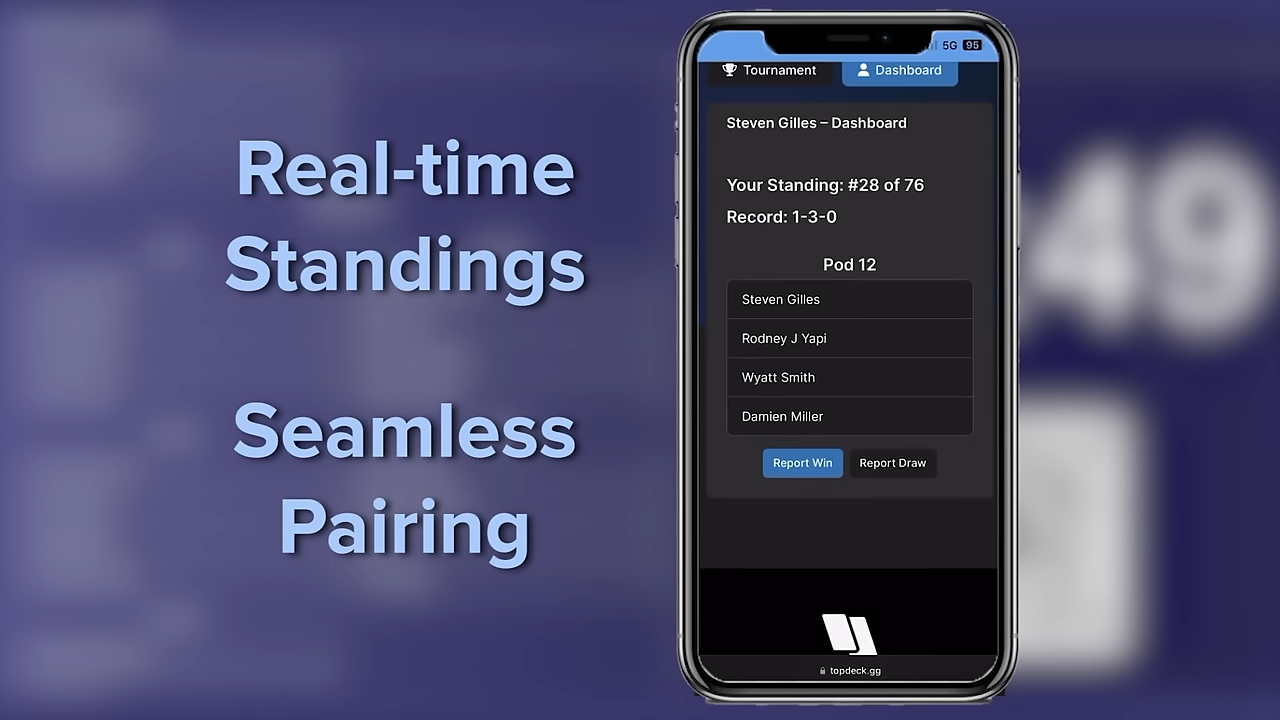 Real-time
Standings
Seamless
Pairing
5G 95
Tournament
Dashboard
Steven Gilles – Dashboard
Your Standing: #28 of 76
Record: 1-3-0
Pod 12
Steven Gilles
Rodney J Yapi
Wyatt Smith
Damien Miller
Report Win
Report Draw
topdeck.gg
49